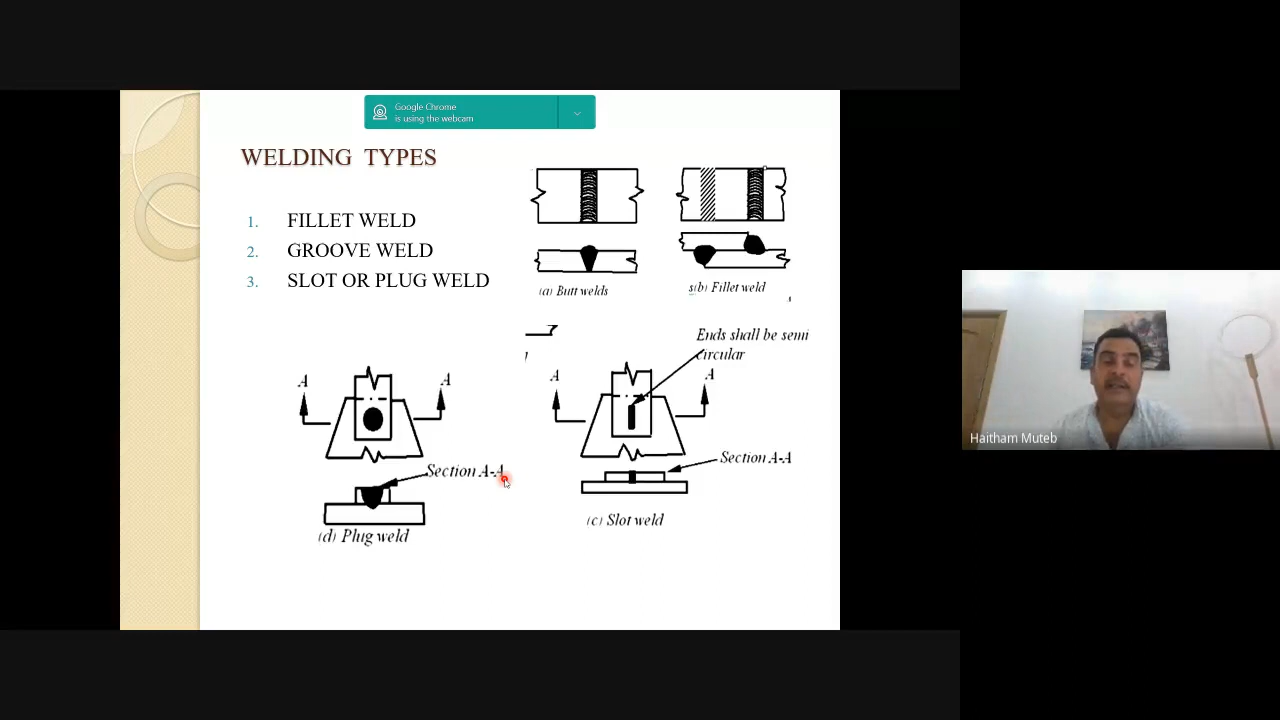 Google Chrome
is using the webcam
WELDING TYPES
1. FILLET WELD
2. GROOVE WELD
3. SLOT OR PLUG WELD
(a) Butt welds
s(b) Fillet weld
Ends shall be semi
circular
A
A
A
A
Section A-A
Section A-A
(d) Plug weld
(c) Slot weld
Haitham Muteb